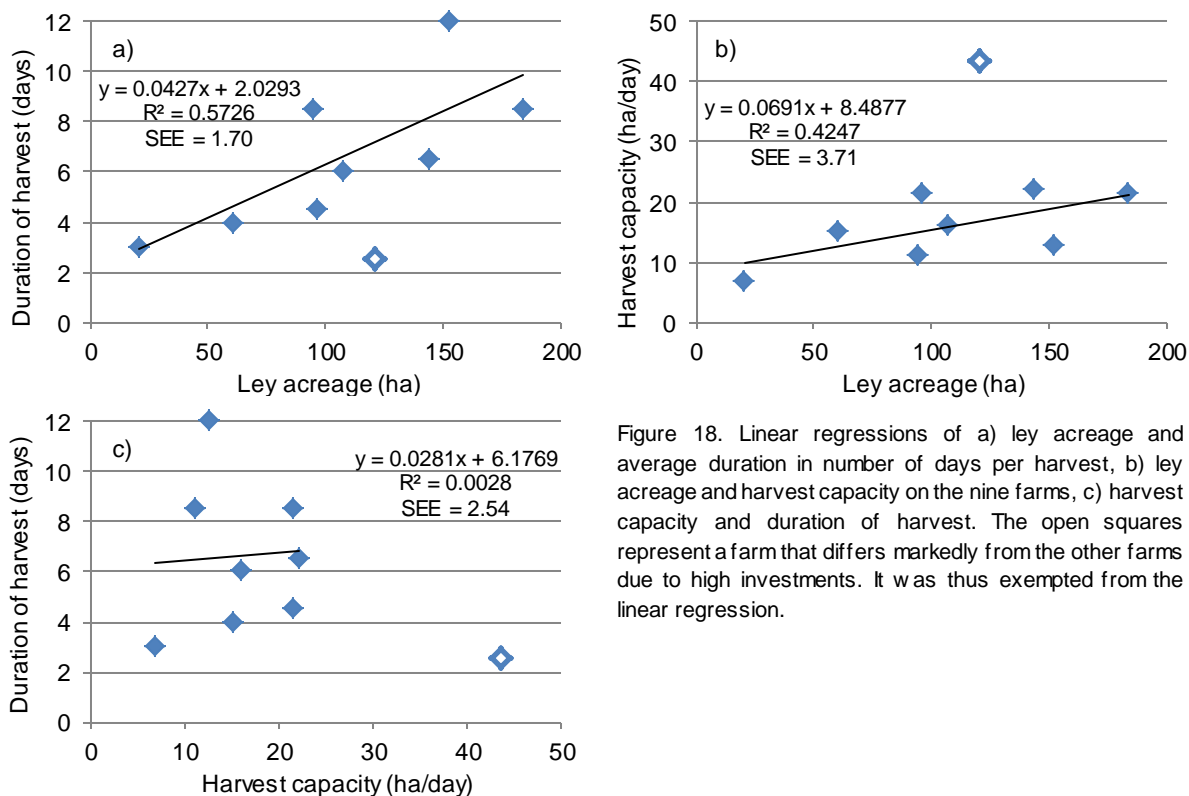 12
10
8
6
4
2
0
Duration of harvest (days)
a)
y = 0.0427x + 2.0293
R² = 0.5726
SEE = 1.70
0 50 100 150 200
Ley acreage (ha)
50
40
30
20
10
0
Harvest capacity (ha/day)
b)
y = 0.0691x + 8.4877
R² = 0.4247
SEE = 3.71
0 50 100 150 200
Ley acreage (ha)
12
10
8
6
4
2
0
Duration of harvest (days)
c)
y = 0.0281x + 6.1769
R² = 0.0028
SEE = 2.54
0 10 20 30 40 50
Harvest capacity (ha/day)
Figure 18. Linear regressions of a) ley acreage and
average duration in number of days per harvest, b) ley
acreage and harvest capacity on the nine farms, c) harvest
capacity and duration of harvest. The open squares
represent a farm that differs markedly from the other farms
due to high investments. It was thus exempted from the
linear regression.